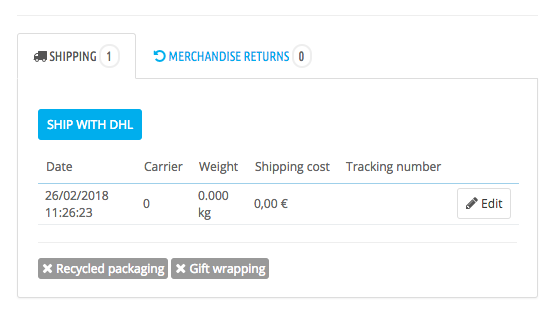 SHIPPING 1 MERCHANDISE RETURNS 0
SHIP WITH DHL
Date Carrier Weight Shipping cost Tracking number
26/02/2018 0.000
11:26:23 0 kg 0,00 € Edit
Recycled packaging Gift wrapping